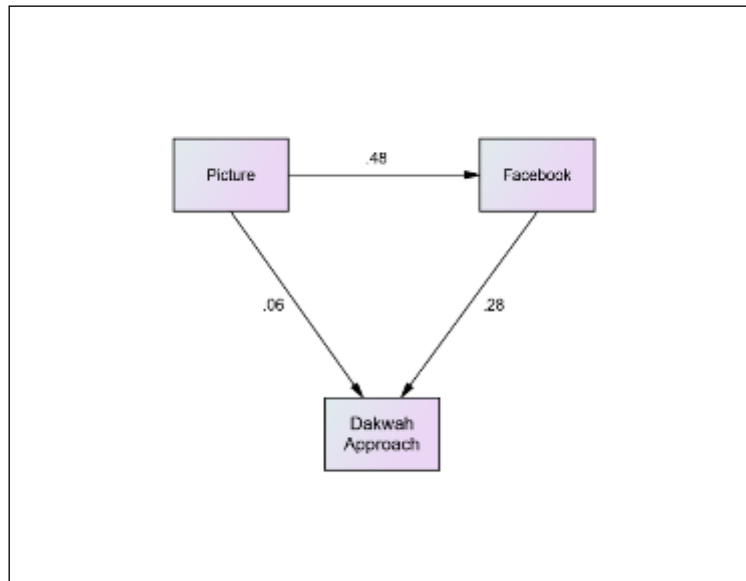 .48
Picture
Facebook
.06
.28
Dakwah
Approach